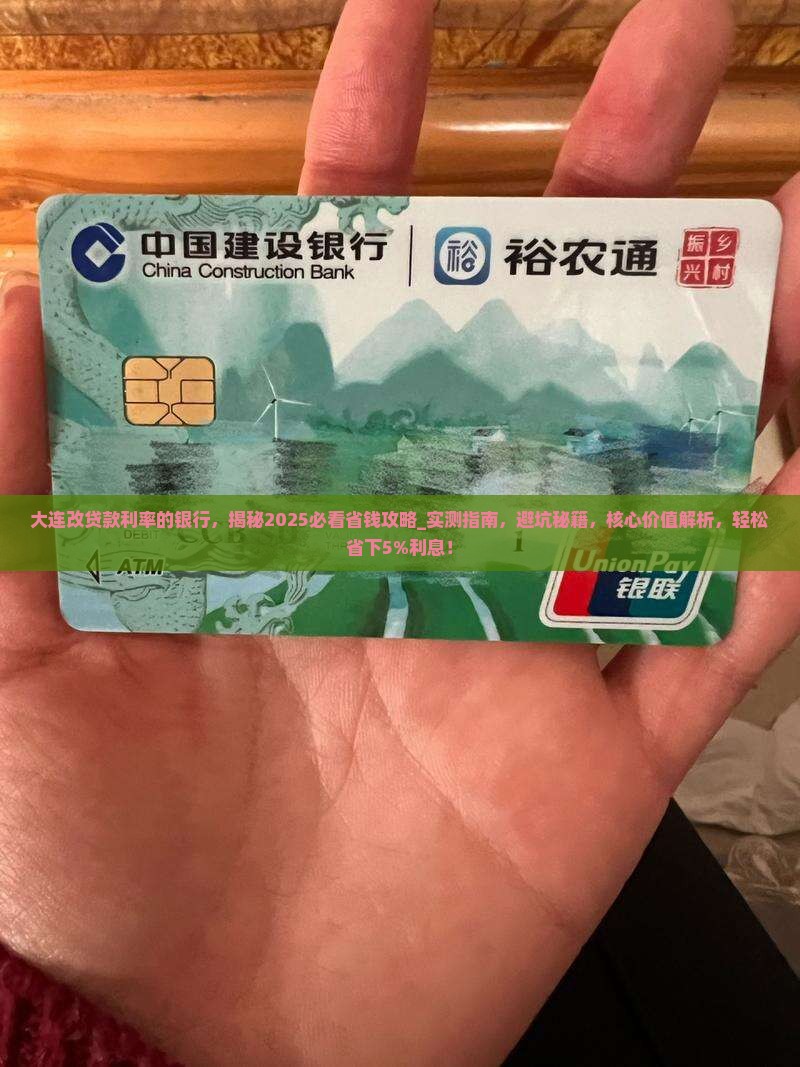 中国建设银行
China Construction Bank
裕
裕农通
振乡
兴村
大连改贷款利率的银行，揭秘2025必看省钱攻略_实测指南，避坑秘籍，核心价值解析，轻松
省下5%利息！
DEBIT
ATM
UnionPay
银联